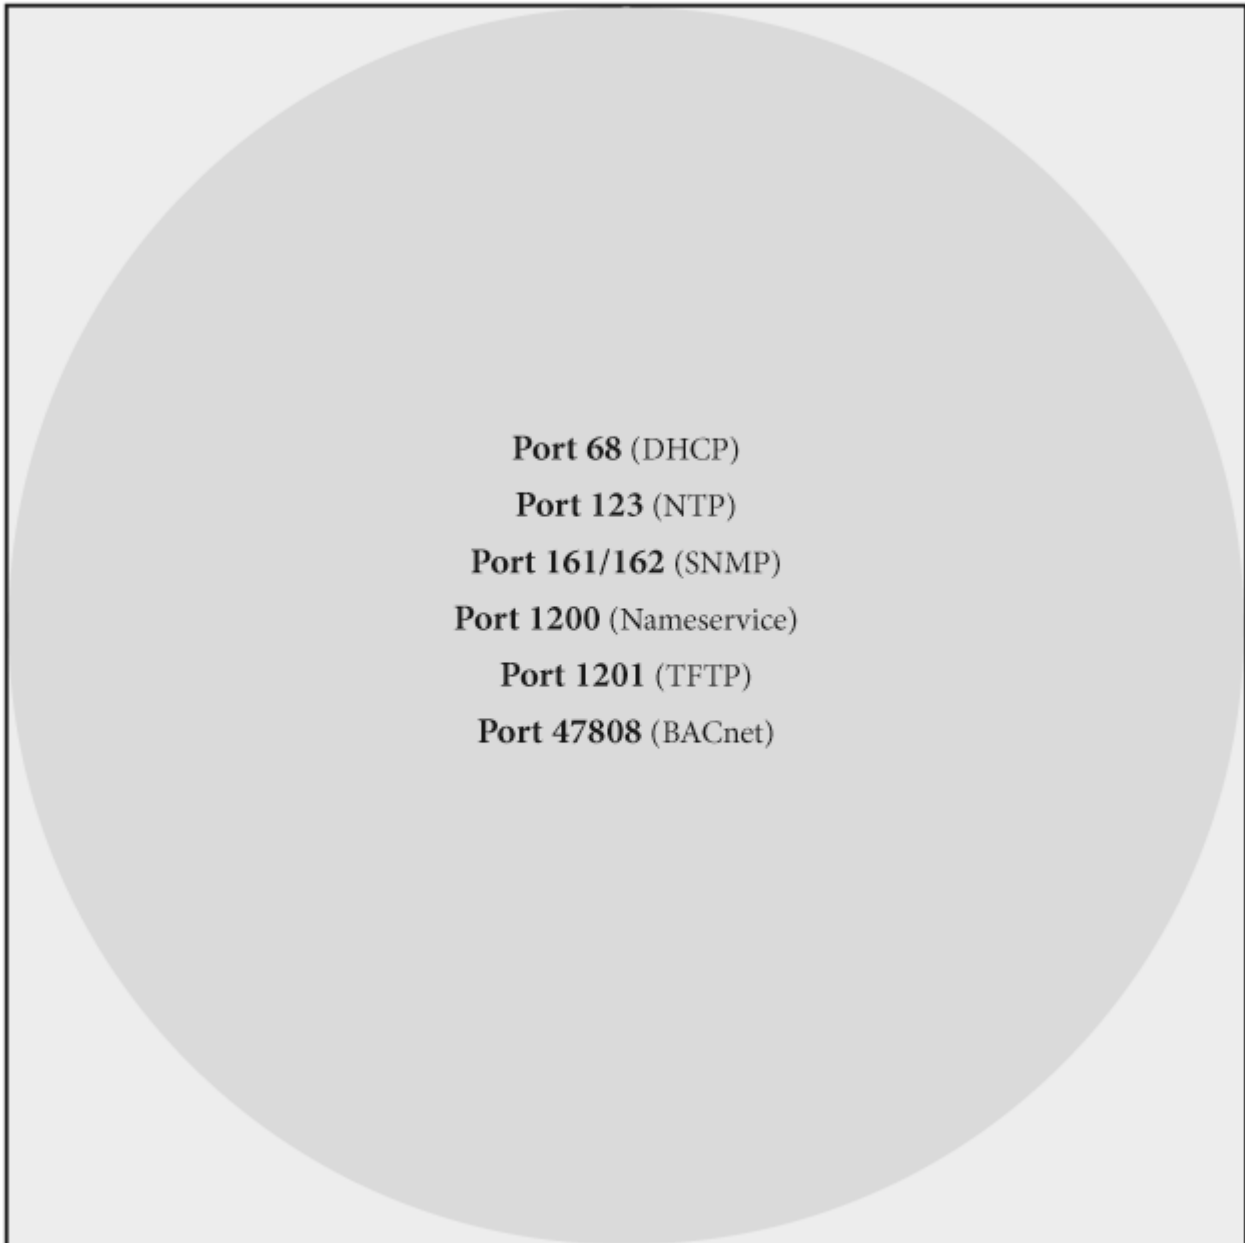 Port 68 (DHCP)
Port 123 (NTP)
Port 161/162 (SNMP)
Port 1200 (Nameservice)
Port 1201 (TFTP)
Port 47808 (BACnet)